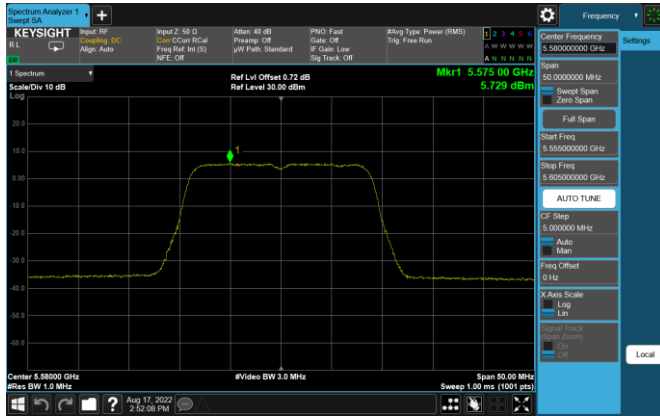 Spectrum Analyzer 1
Swept SA
+
Frequency
KEYSIGHT
RL
LXI
Input: RF
Coupling: DC
Align: Auto
Input Z: 50 Ω
Corr CCorr RCal
Freq Ref: Int (S)
NFE: Off
Atten: 40 dB
Preamp: Off
µW Path: Standard
PNO: Fast
Gate: Off
IF Gain: Low
Sig Track: Off
#Avg Type: Power (RMS)
Trig: Free Run
1 2 3 4 5 6
A W W W W W
A N N N N N
1 Spectrum
Scale/Div 10 dB
Log
Ref Lvl Offset 0.72 dB
Ref Level 30.00 dBm
Mkr1 5.575 00 GHz
5.729 dBm
1
20.0
10.0
0.00
-10.0
-20.0
-30.0
-40.0
-50.0
-60.0
Center 5.58000 GHz
#Res BW 1.0 MHz
#Video BW 3.0 MHz
Span 50.00 MHz
Sweep 1.00 ms (1001 pts)
Aug 17, 2022
2:52:08 PM
?
Center Frequency
5.580000000 GHz
Span
50.0000000 MHz
Swept Span
Zero Span
Full Span
Start Freq
5.555000000 GHz
Stop Freq
5.605000000 GHz
AUTO TUNE
CF Step
5.000000 MHz
Auto
Man
Freq Offset
0 Hz
X Axis Scale
Log
Lin
Signal Track
(Span Zoom)
On
Off
Settings
Local